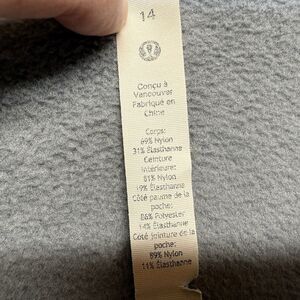 14
Conçu à
Vancouver
Fabriqué en
Chine
Corps:
69% Nylon
31% Élasthanne
Ceinture
intérieure:
81% Nylon
19% Élasthanne
Côté paume de la
poche:
86% Polyester
14% Élasthanne
Côté jointure de la
poche:
89% Nylon
11% Élasthanne